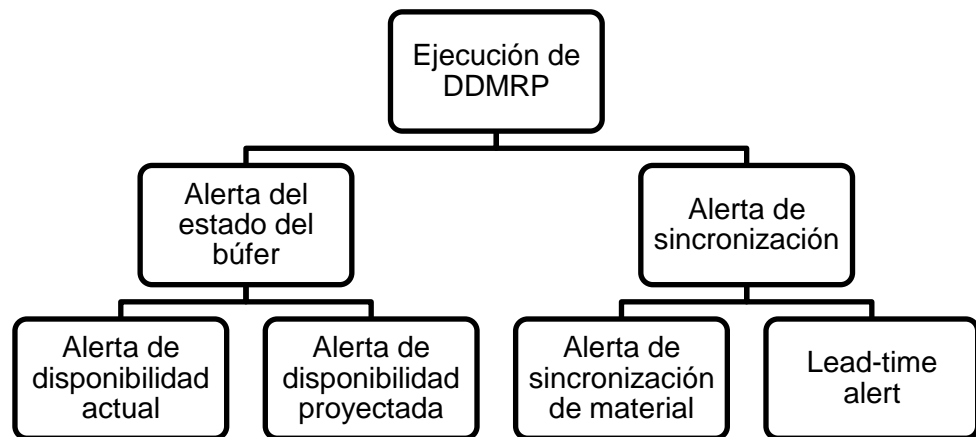 Ejecución de
DDMRP
Alerta del
estado del
búfer
Alerta de
sincronización
Alerta de
disponibilidad
actual
Alerta de
disponibilidad
proyectada
Alerta de
sincronización
de material
Lead-time
alert